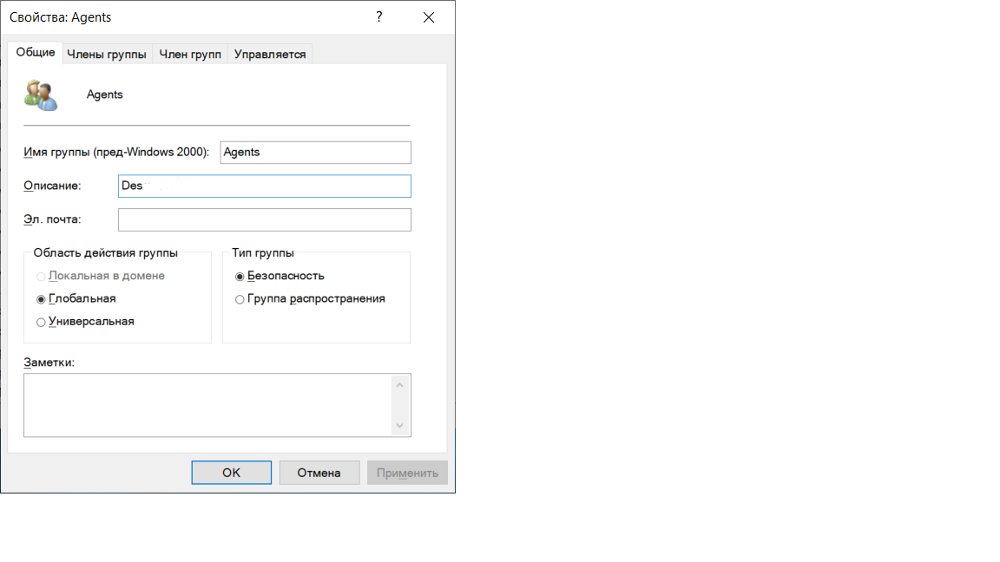 Свойства: Agents ?
Общие Члены группы Член групп Управляется
Agents
Имя группы (пред-Windows 2000): Agents
Описание: Des
Эл. почта:
Область действия группы Тип группы
Локальная в домене Безопасность
Глобальная Группа распространения
Универсальная
Заметки:
OK Отмена Применить